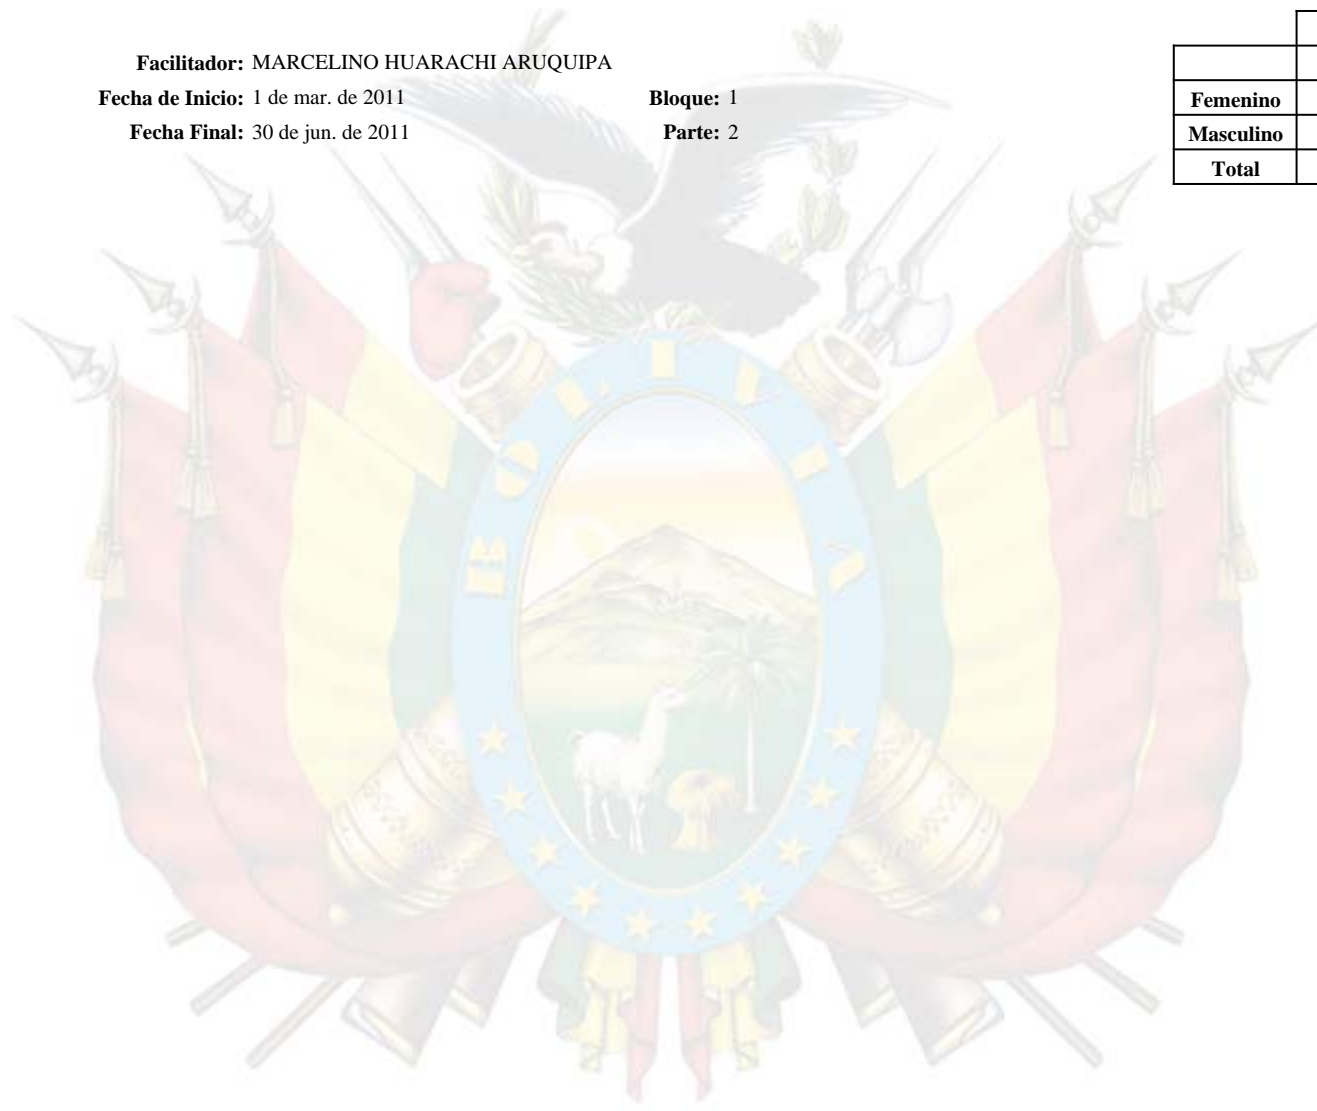 Facilitador: MARCELINO HUARACHI ARUQUIPA
Fecha de Inicio: 1 de mar. de 2011 Bloque: 1
Fecha Final: 30 de jun. de 2011 Parte: 2
Femenino
Masculino
Total
BOLIVIA